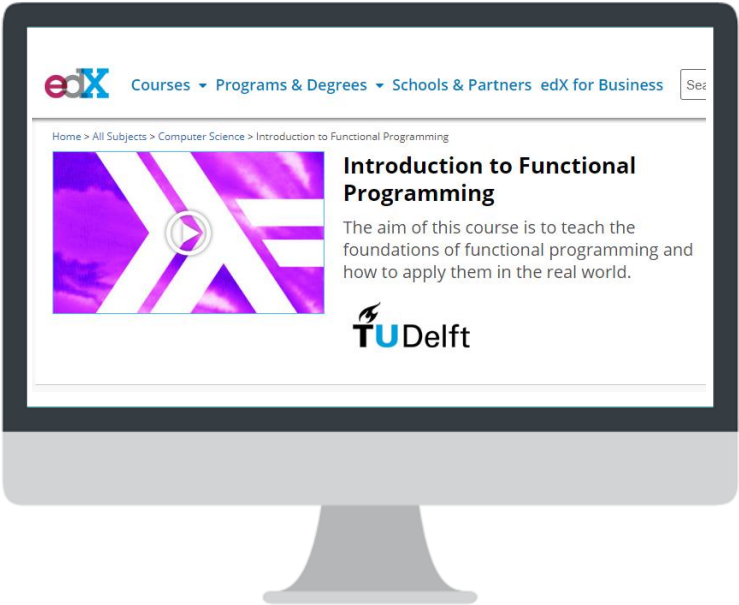 edX
Courses Programs & Degrees Schools & Partners edX for Business Sea
Home > All Subjects > Computer Science > Introduction to Functional Programming
Introduction to Functional
Programming
The aim of this course is to teach the
foundations of functional programming and
how to apply them in the real world.
TUDelft